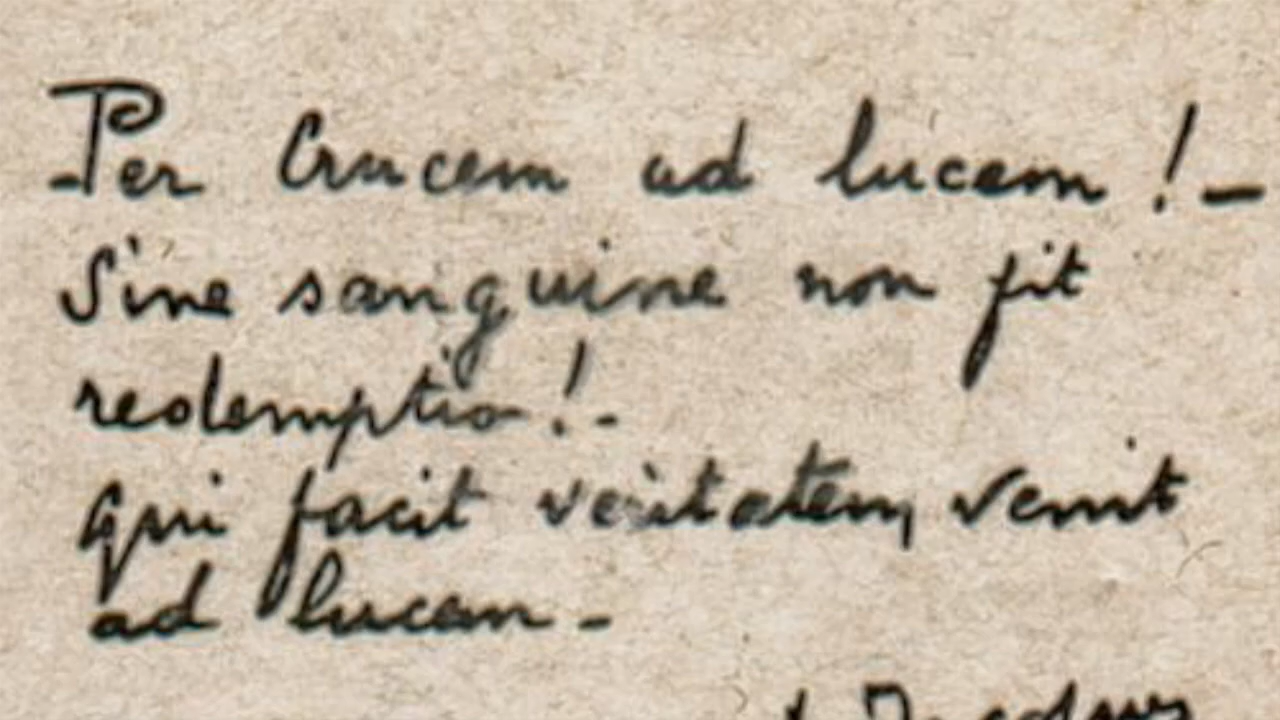 Per Crucem ad lucem !-
Sine sanguine non fit
redemptio !-
qui facit veritatem, venit
ad lucem -